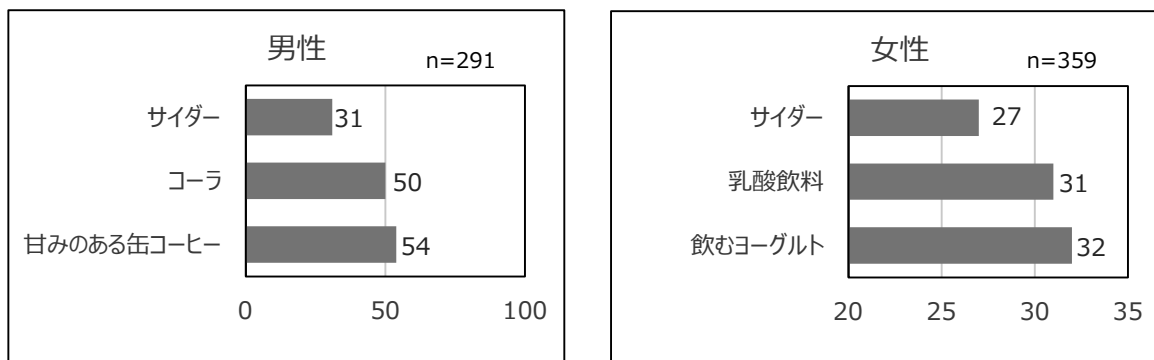 男性
n=291
サイダー
31
コーラ
50
甘みのある缶コーヒー
54
0 50 100
女性
n=359
サイダー
27
乳酸飲料
31
飲むヨーグルト
32
20 25 30 35